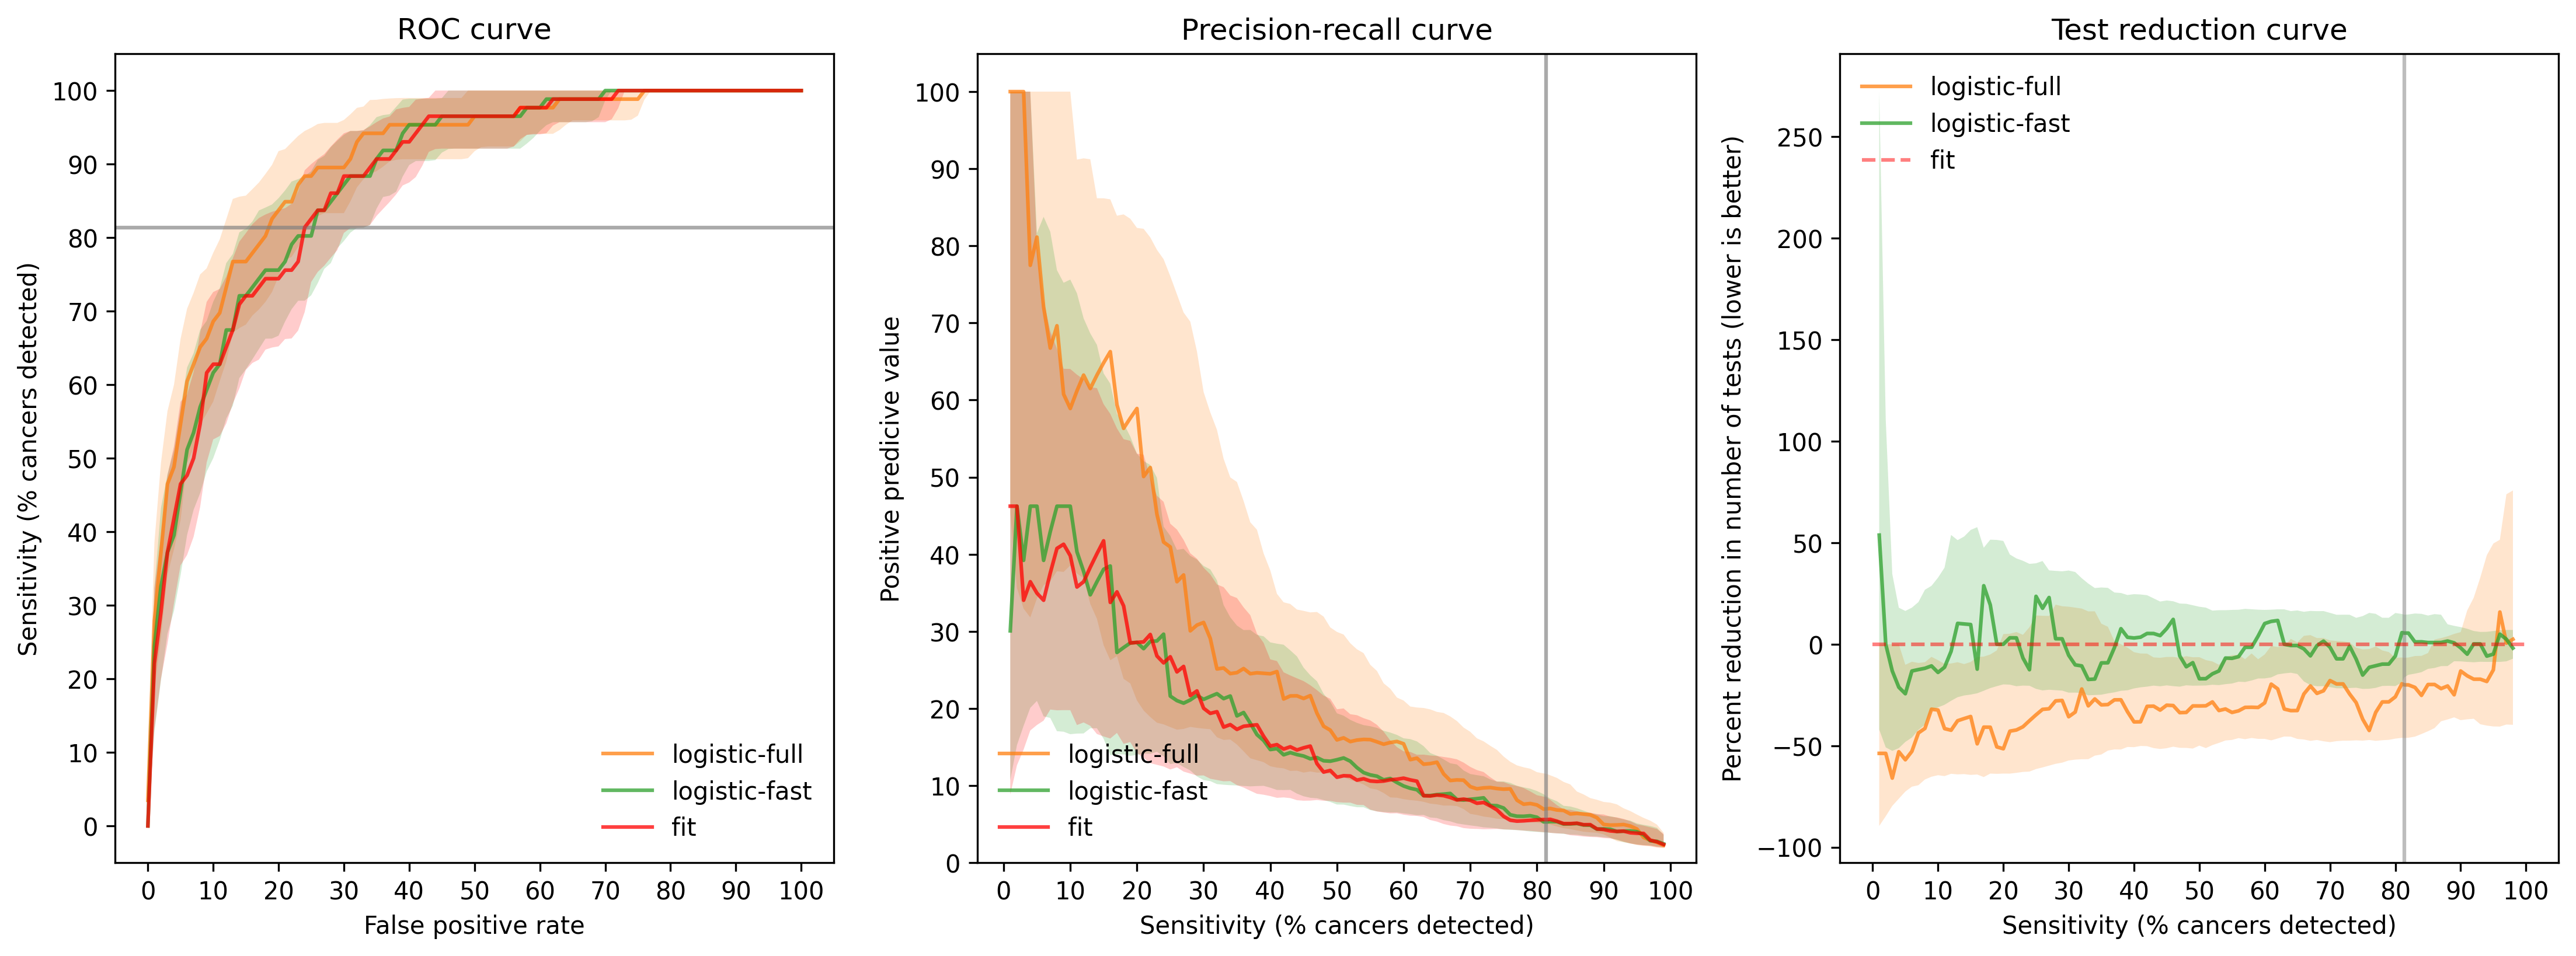 ROC curve
Sensitivity (% cancers detected)
100
90
80
70
60
50
40
30
20
10
0
logistic-full
logistic-fast
fit
0 10 20 30 40 50 60 70 80 90 100
False positive rate
Precision-recall curve
Positive predicive value
100
90
80
70
60
50
40
30
20
10
0
logistic-full
logistic-fast
fit
0 10 20 30 40 50 60 70 80 90 100
Sensitivity (% cancers detected)
Test reduction curve
Percent reduction in number of tests (lower is better)
logistic-full
logistic-fast
fit
250
200
150
100
50
0
−50
−100
0 10 20 30 40 50 60 70 80 90 100
Sensitivity (% cancers detected)